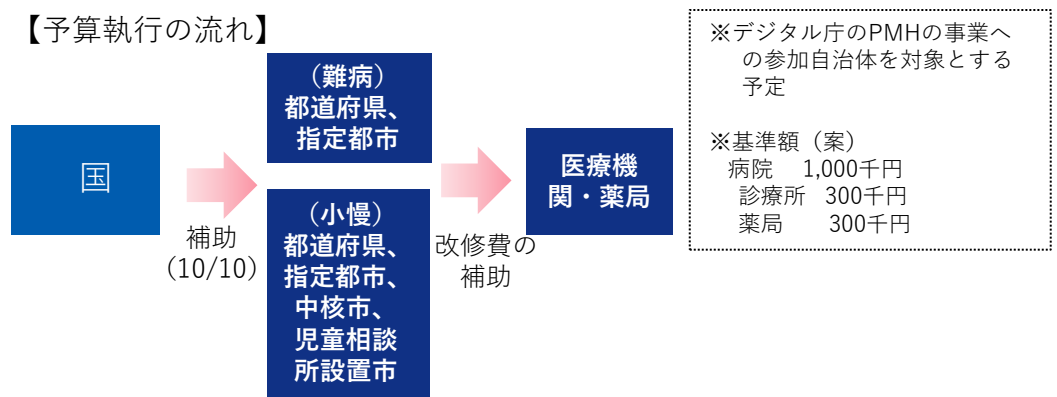 【予算執行の流れ】
国
補助
(10/10)
（難病）
都道府県、
指定都市
（小慢）
都道府県、
指定都市、
中核市、
児童相談
所設置市
改修費の
補助
医療機
関・薬局
※デジタル庁のPMHの事業へ
の参加自治体を対象とする
予定
※基準額（案）
病院　1,000千円
診療所　300千円
薬局　　300千円